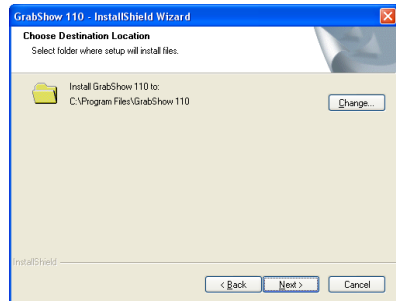 GrabShow 110 - InstallShield Wizard
Choose Destination Location
Select folder where setup will install files.
Install GrabShow 110 to:
C:\Program Files\GrabShow 110
Change...
InstallShield
< Back
Next >
Cancel